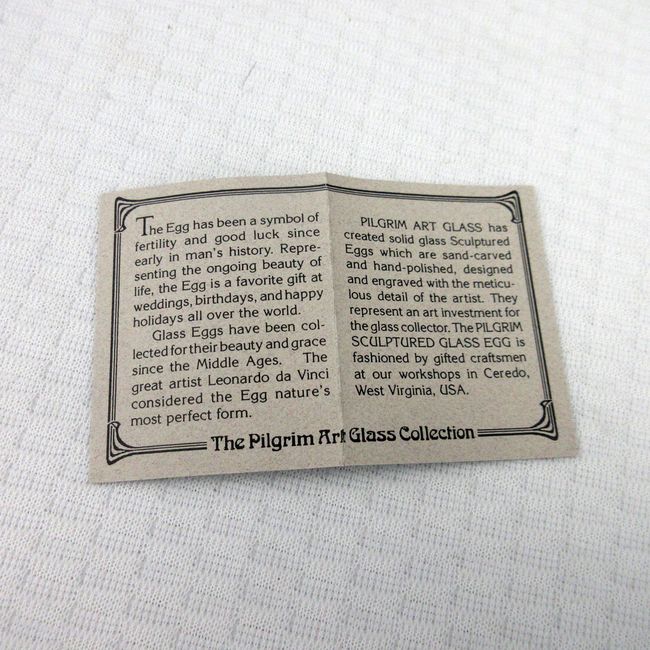 The Egg has been a symbol of
fertility and good luck since
early in man's history. Repre-
senting the ongoing beauty of
life, the Egg is a favorite gift at
weddings, birthdays, and happy
holidays all over the world.
Glass Eggs have been col-
lected for their beauty and grace
since the Middle Ages. The
great artist Leonardo da Vinci
considered the Egg nature's
most perfect form.
PILGRIM ART GLASS has
created solid glass Sculptured
Eggs which are sand-carved
and hand-polished, designed
and engraved with the meticu-
lous detail of the artist. They
represent an art investment for
the glass collector. The PILGRIM
SCULPTURED GLASS EGG is
fashioned by gifted craftsmen
at our workshops in Ceredo,
West Virginia, USA.
The Pilgrim Art Glass Collection